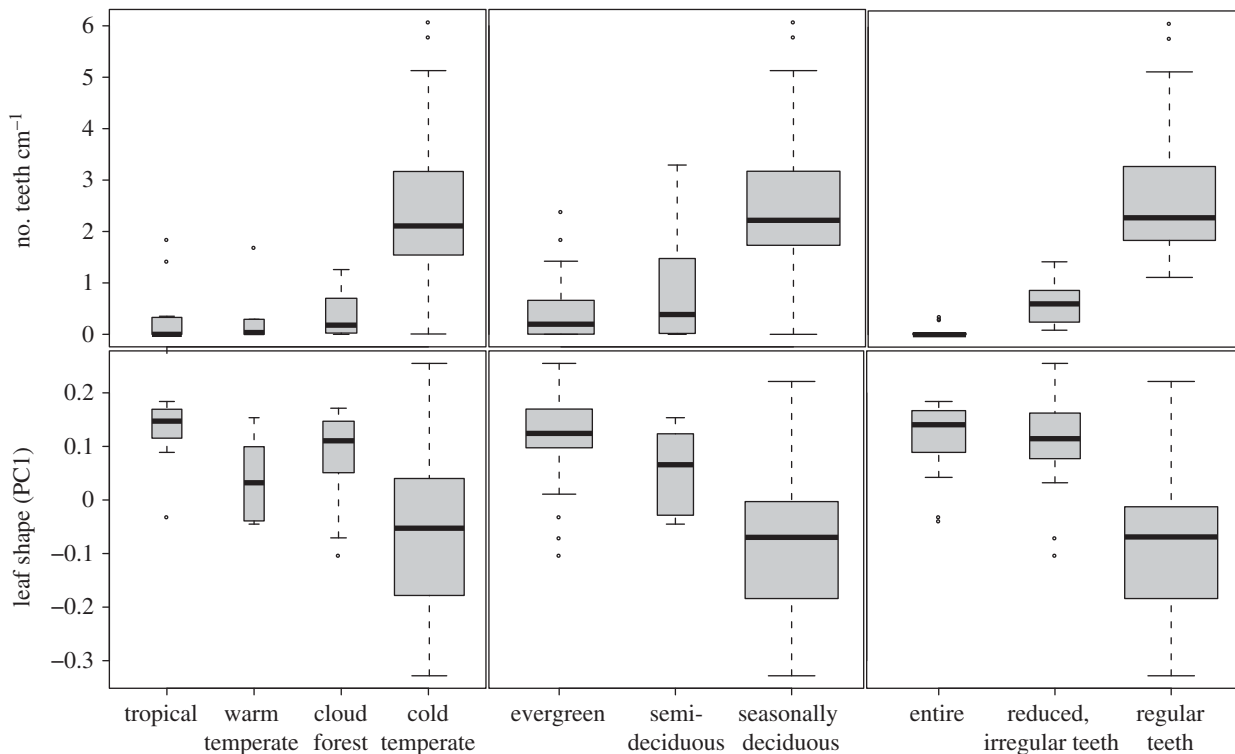 no. teeth cm⁻¹
6
5
4
3
2
1
0
leaf shape (PC1)
0.2
0.1
0
−0.1
−0.2
−0.3
tropical
warm
temperate
cloud
forest
cold
temperate
evergreen
semi-
deciduous
seasonally
deciduous
entire
reduced,
irregular teeth
regular
teeth